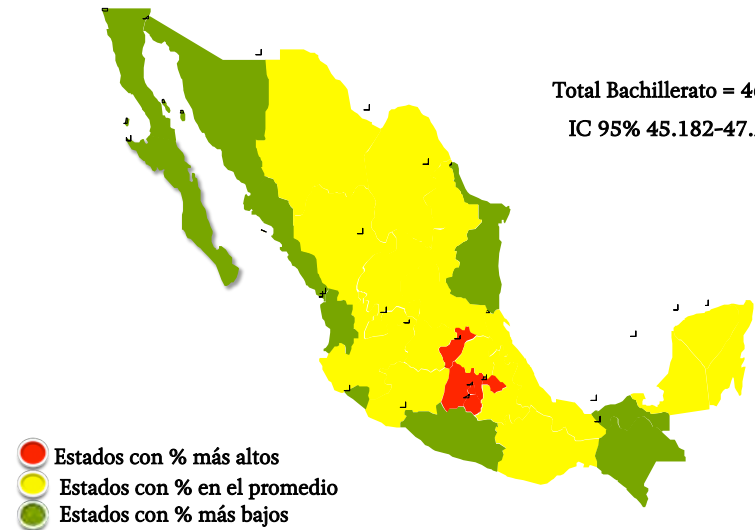 Total Bachillerato =
IC 95% 45.182-47.
Estados con % más altos
Estados con % en el promedio
Estados con % más bajos